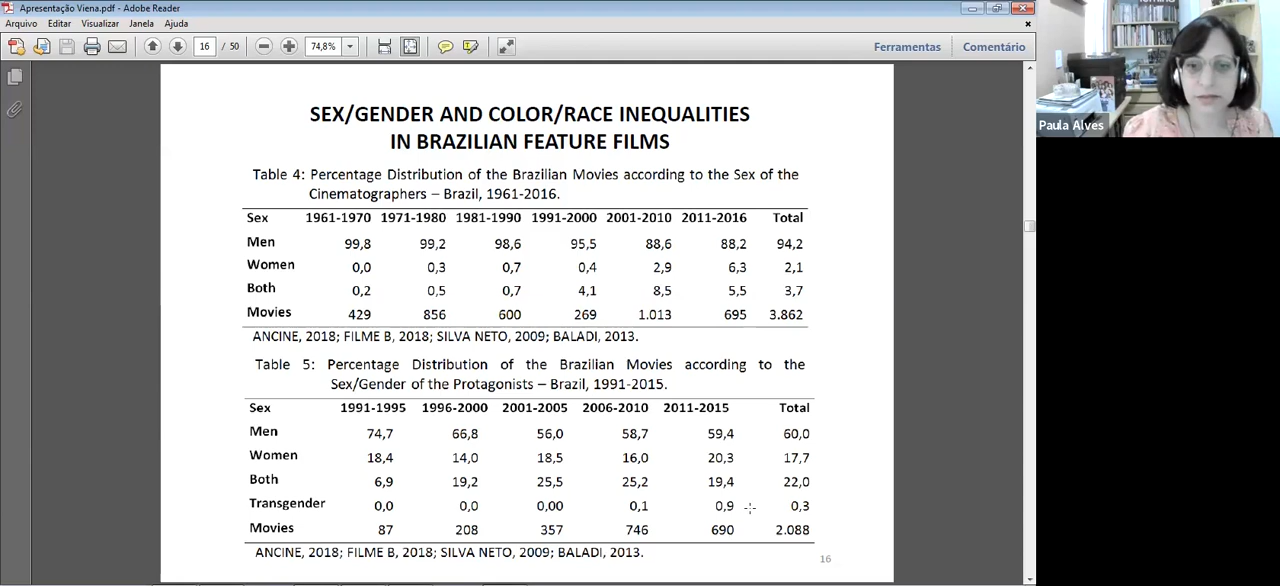 Apresentação Viena.pdf - Adobe Reader
Arquivo Editar Visualizar Janela Ajuda
16 / 50 74,8% Ferramentas Comentário
Paula Alves
SEX/GENDER AND COLOR/RACE INEQUALITIES
IN BRAZILIAN FEATURE FILMS
Table 4: Percentage Distribution of the Brazilian Movies according to the Sex of the
Cinematographers – Brazil, 1961-2016.
Sex 1961-1970 1971-1980 1981-1990 1991-2000 2001-2010 2011-2016 Total
Men 99,8 99,2 98,6 95,5 88,6 88,2 94,2
Women 0,0 0,3 0,7 0,4 2,9 6,3 2,1
Both 0,2 0,5 0,7 4,1 8,5 5,5 3,7
Movies 429 856 600 269 1.013 695 3.862
ANCINE, 2018; FILME B, 2018; SILVA NETO, 2009; BALADI, 2013.
Table 5: Percentage Distribution of the Brazilian Movies according to the
Sex/Gender of the Protagonists – Brazil, 1991-2015.
Sex 1991-1995 1996-2000 2001-2005 2006-2010 2011-2015 Total
Men 74,7 66,8 56,0 58,7 59,4 60,0
Women 18,4 14,0 18,5 16,0 20,3 17,7
Both 6,9 19,2 25,5 25,2 19,4 22,0
Transgender 0,0 0,0 0,00 0,1 0,9 0,3
Movies 87 208 357 746 690 2.088
ANCINE, 2018; FILME B, 2018; SILVA NETO, 2009; BALADI, 2013.
16